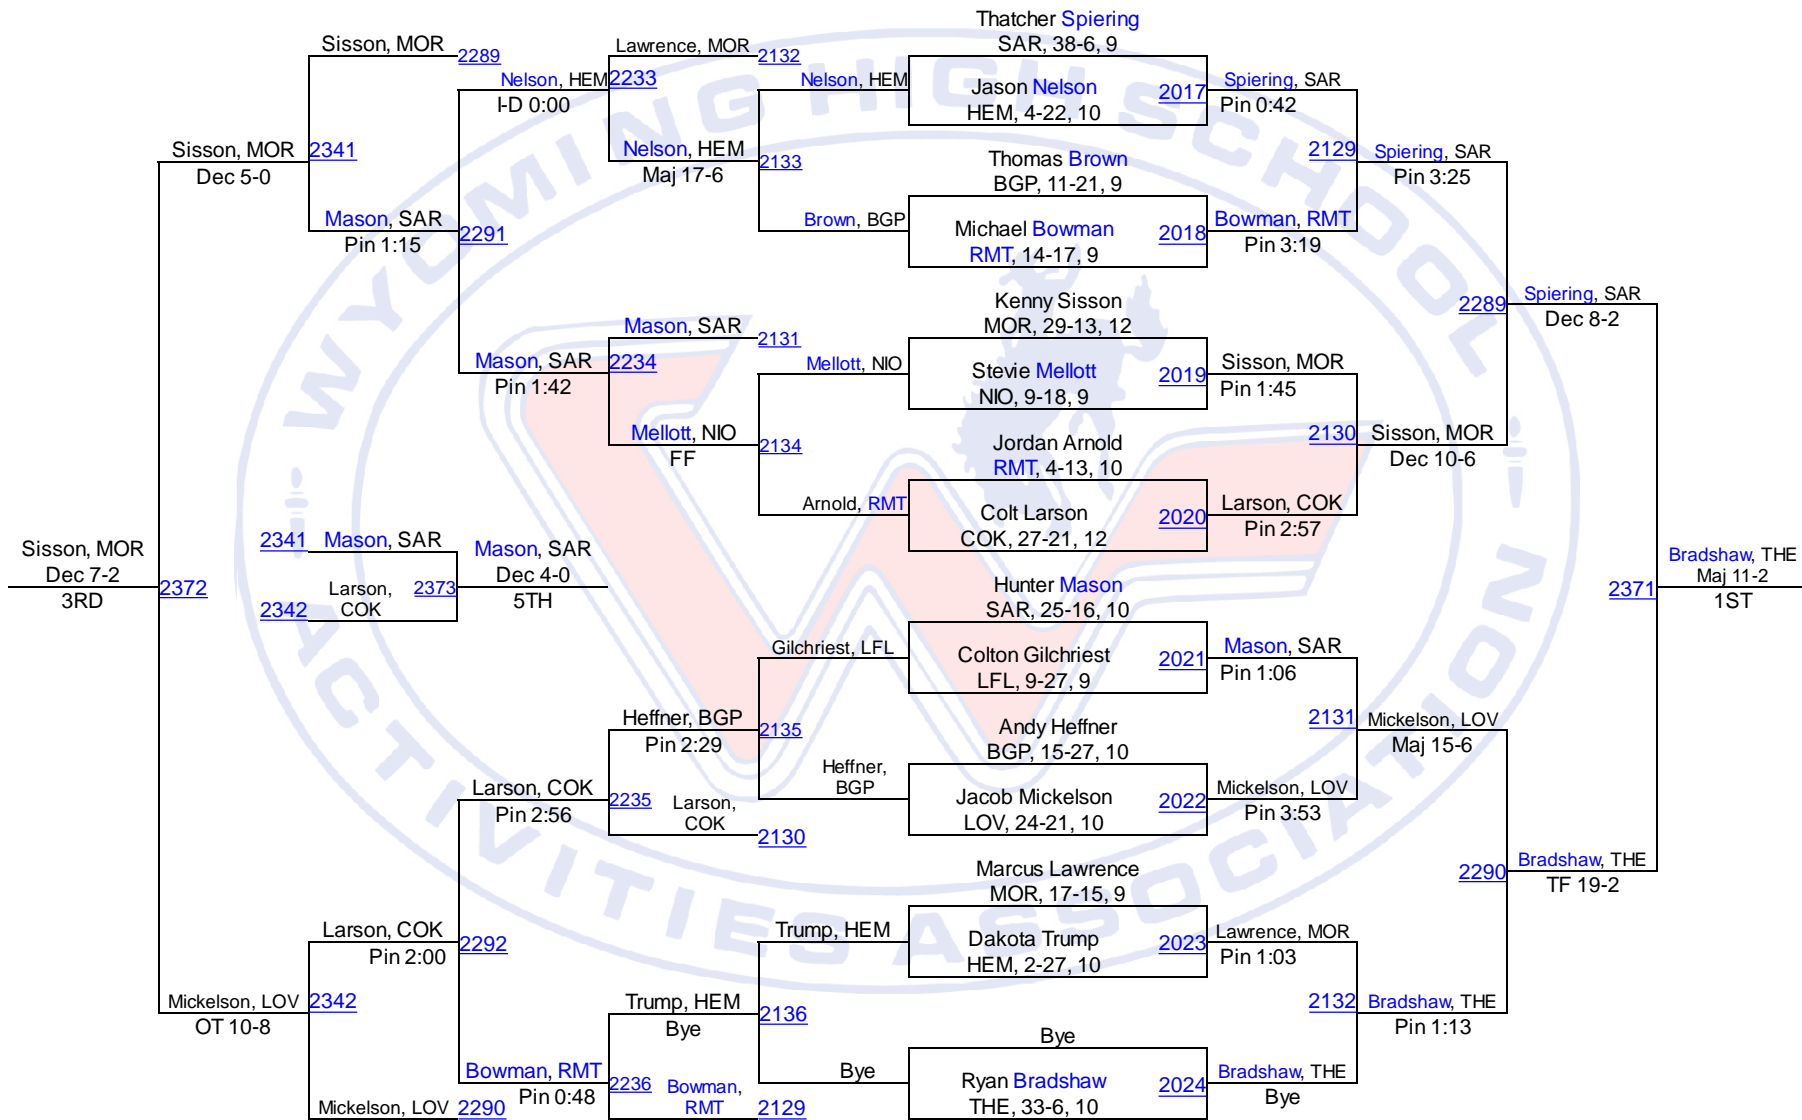 Thatcher Spiering
SAR, 38-6, 9
Sisson, MOR
2289
Lawrence, MOR
2132
Nelson, HEM
2233
I-D 0:00
Nelson, HEM
Jason Nelson
HEM, 4-22, 10
2017
Spiering, SAR
Pin 0:42
Sisson, MOR
Dec 5-0
2341
Nelson, HEM
Maj 17-6
2133
Thomas Brown
BGP, 11-21, 9
2129
Spiering, SAR
Pin 3:25
Mason, SAR
Pin 1:15
2291
Brown, BGP
Michael Bowman
RMT, 14-17, 9
2018
Bowman, RMT
Pin 3:19
Kenny Sisson
MOR, 29-13, 12
2289
Spiering, SAR
Dec 8-2
Mason, SAR
2131
Mason, SAR
Pin 1:42
2234
Mellott, NIO
Stevie Mellott
NIO, 9-18, 9
2019
Sisson, MOR
Pin 1:45
Mellott, NIO
FF
2134
Jordan Arnold
RMT, 4-13, 10
2130
Sisson, MOR
Dec 10-6
Arnold, RMT
Colt Larson
COK, 27-21, 12
2020
Larson, COK
Pin 2:57
Sisson, MOR
Dec 7-2
3RD
2372
2341
Mason, SAR
Larson,
COK
2342
2373
Mason, SAR
Dec 4-0
5TH
Hunter Mason
SAR, 25-16, 10
2371
Bradshaw, THE
Maj 11-2
1ST
Gilchriest, LFL
Colton Gilchriest
LFL, 9-27, 9
2021
Mason, SAR
Pin 1:06
Heffner, BGP
Pin 2:29
2135
Andy Heffner
BGP, 15-27, 10
2131
Mickelson, LOV
Maj 15-6
Larson, COK
Pin 2:56
2235
Larson,
COK
2130
Heffner,
BGP
Jacob Mickelson
LOV, 24-21, 10
2022
Mickelson, LOV
Pin 3:53
Marcus Lawrence
MOR, 17-15, 9
2290
Bradshaw, THE
TF 19-2
Larson, COK
Pin 2:00
2292
Trump, HEM
Dakota Trump
HEM, 2-27, 10
2023
Lawrence, MOR
Pin 1:03
Mickelson, LOV
OT 10-8
2342
Trump, HEM
Bye
2136
Bye
2132
Bradshaw, THE
Pin 1:13
Bowman, RMT
Pin 0:48
2236
Bowman,
RMT
2129
Bye
Ryan Bradshaw
THE, 33-6, 10
2024
Bradshaw, THE
Bye
Mickelson, LOV
2290
WYOMING HIGH SCHOOL
ACTIVITIES ASSOCIATION